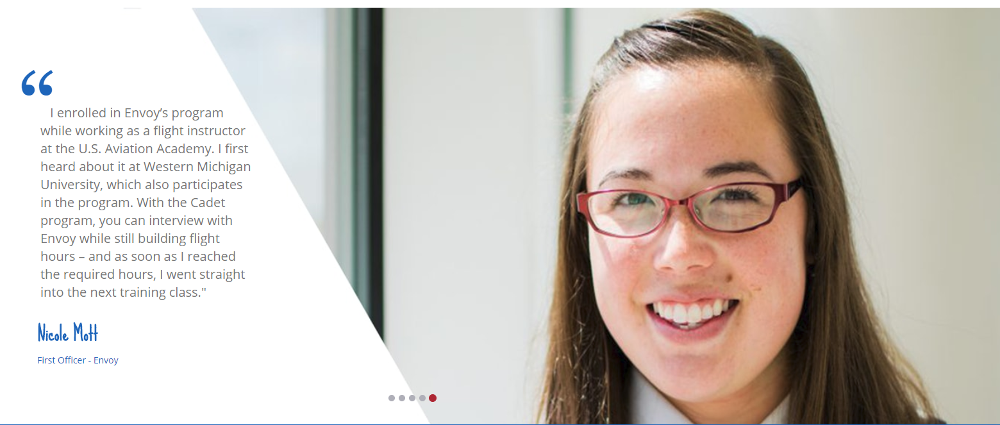 “
I enrolled in Envoy’s program
while working as a flight instructor
at the U.S. Aviation Academy. I first
heard about it at Western Michigan
University, which also participates
in the program. With the Cadet
program, you can interview with
Envoy while still building flight
hours – and as soon as I reached
the required hours, I went straight
into the next training class."
Nicole Mott
First Officer - Envoy